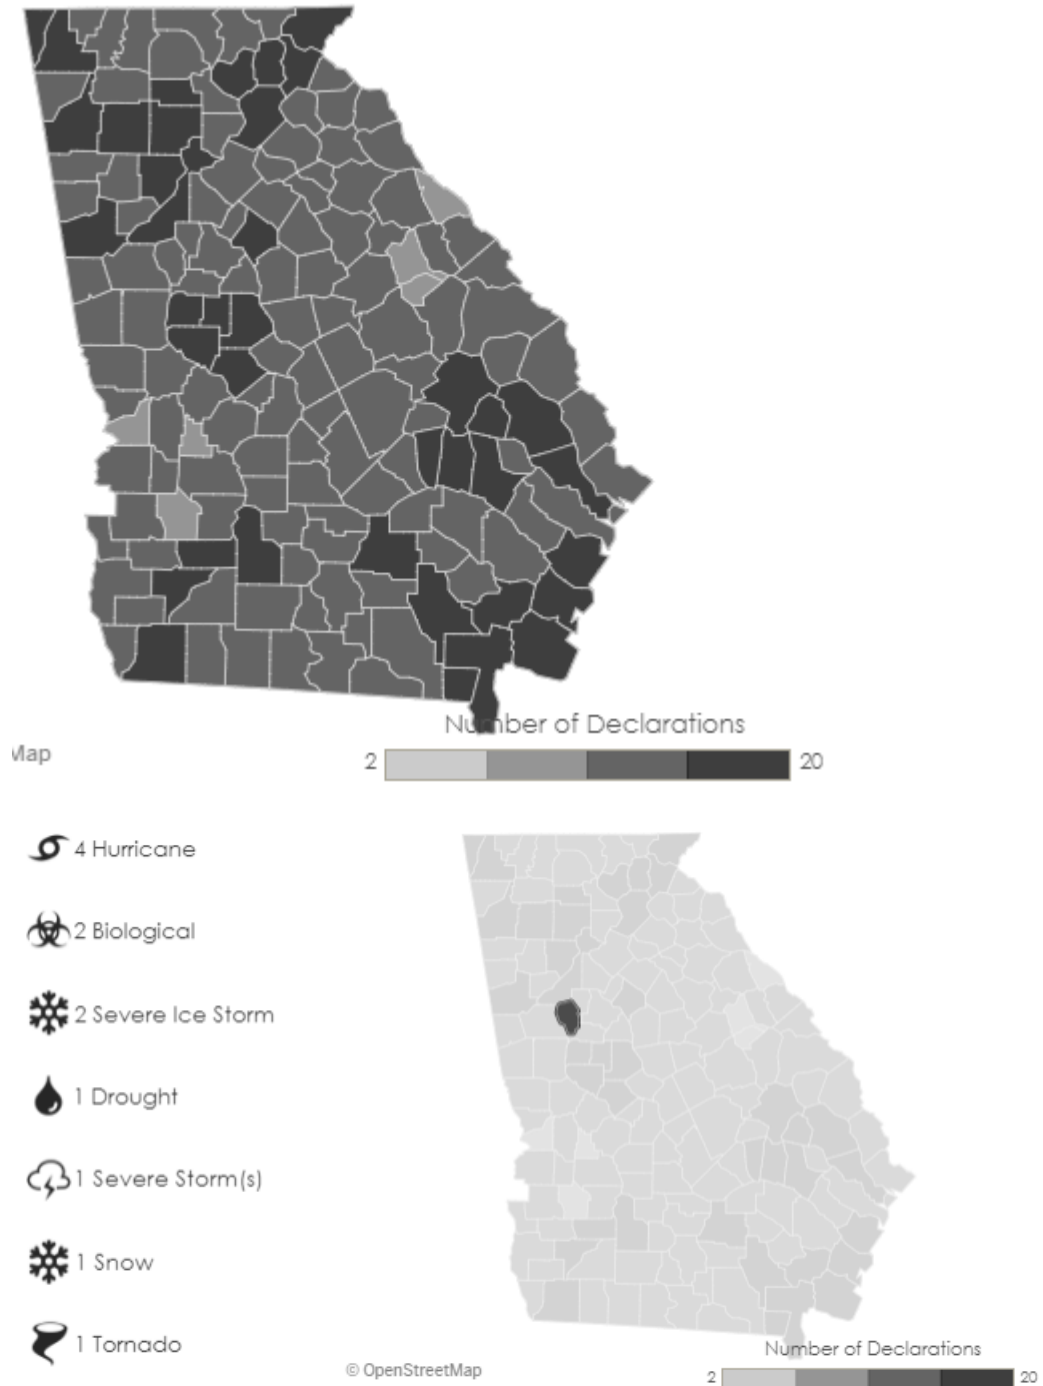 Number of Declarations
Map
2
20
4 Hurricane
2 Biological
2 Severe Ice Storm
1 Drought
1 Severe Storm(s)
1 Snow
1 Tornado
© OpenStreetMap
Number of Declarations
2
20